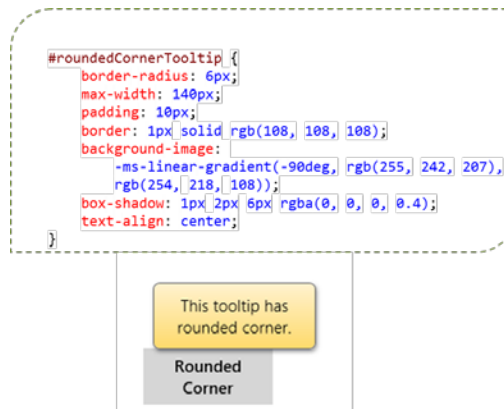 #roundedCornerTooltip {
border-radius: 6px;
max-width: 140px;
padding: 10px;
border: 1px solid rgb(108, 108, 108);
background-image:
-ms-linear-gradient(-90deg, rgb(255, 242, 207),
rgb(254, 218, 108));
box-shadow: 1px 2px 6px rgba(0, 0, 0, 0.4);
text-align: center;
}
This tooltip has
rounded corner.
Rounded
Corner